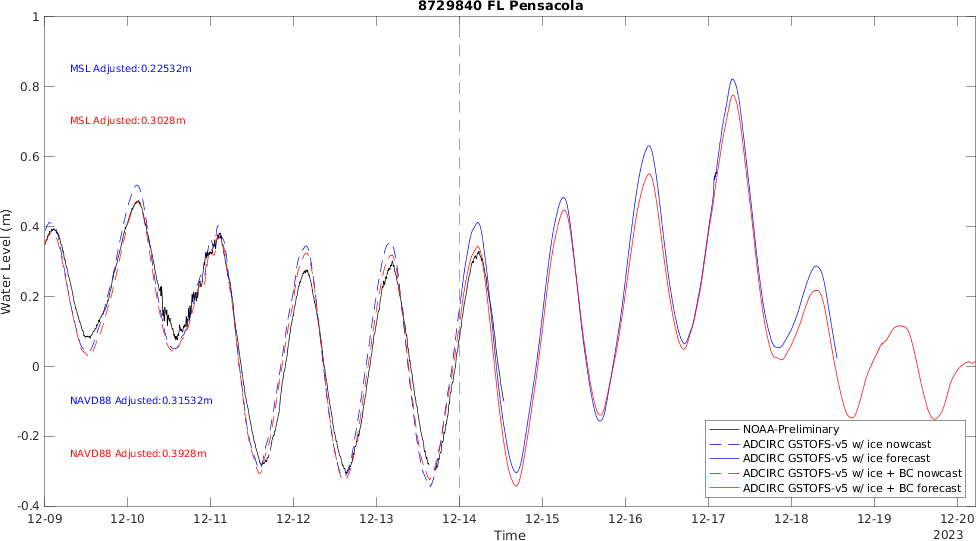 8729840 FL Pensacola
1
MSL Adjusted:0.22532m
0.8
MSL Adjusted:0.3028m
0.6
0.4
Water Level (m)
0.2
0
NAVD88 Adjusted:0.31532m
-0.2
NAVD88 Adjusted:0.3928m
-0.4
NOAA-Preliminary
ADCIRC GSTOFS-v5 w/ ice nowcast
ADCIRC GSTOFS-v5 w/ ice forecast
ADCIRC GSTOFS-v5 w/ ice + BC nowcast
ADCIRC GSTOFS-v5 w/ ice + BC forecast
12-09 12-10 12-11 12-12 12-13 12-14 12-15 12-16 12-17 12-18 12-19 12-20
Time 2023